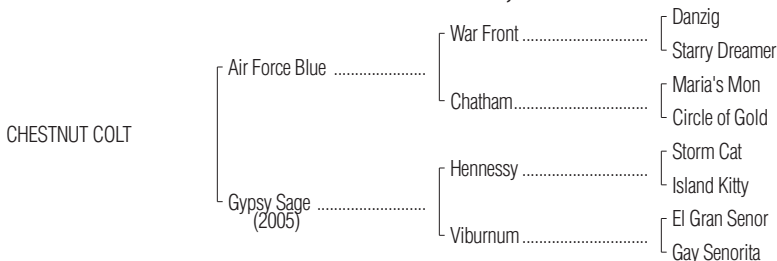 Danzig
War Front ........................................
Starry Dreamer
Air Force Blue ......................
Maria's Mon
Chatham..........................................
Circle of Gold
CHESTNUT COLT
Storm Cat
Hennessy ........................................
Island Kitty
Gypsy Sage ..........................
(2005)
El Gran Senor
Viburnum........................................
Gay Senorita